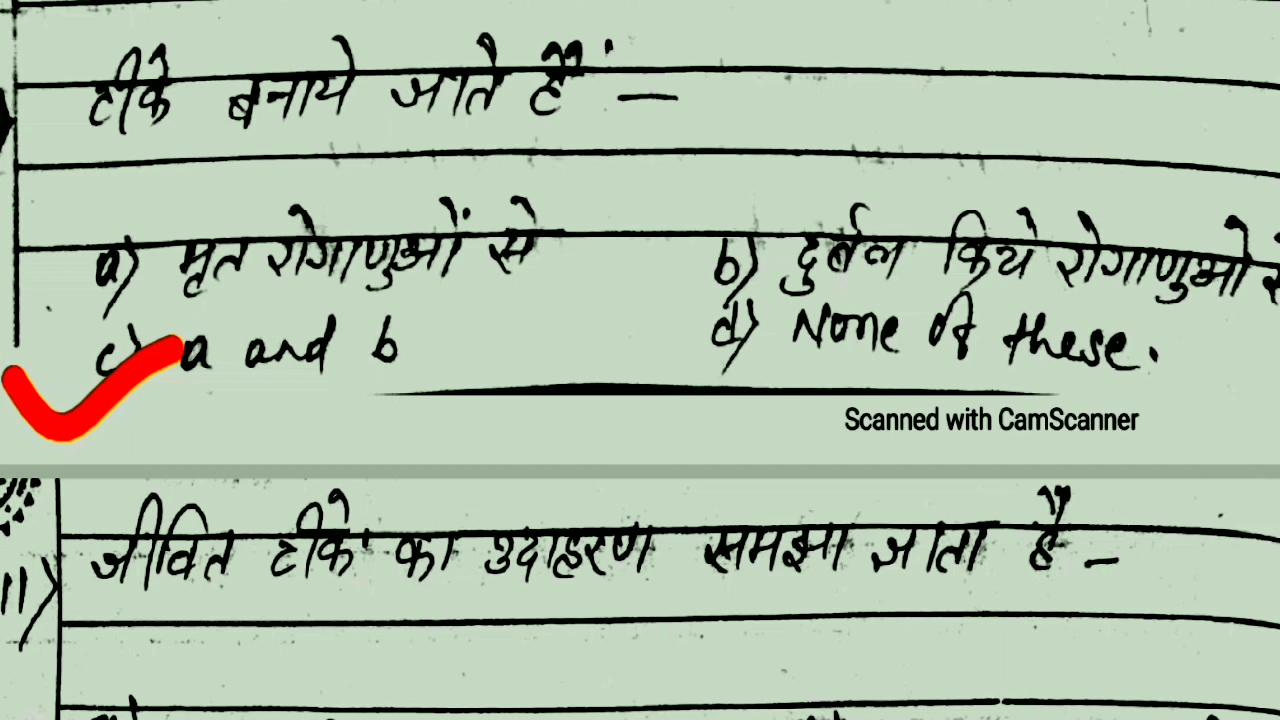 टीके बनाये जाते हैं —
a) मृत रोगाणुओं से b) दुर्बल किये रोगाणुओ
c) a and b d) None of these.
Scanned with CamScanner
11) जीवित टीके का उदाहरण समझा जाता है -